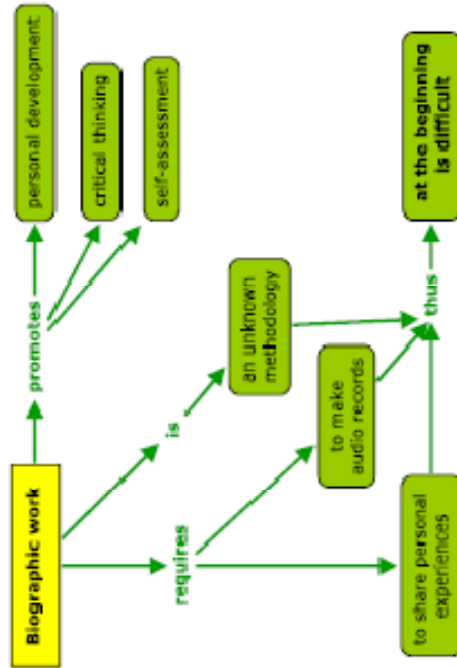 Biographic work
promotes
personal development
critical thinking
self-assessment
is
an unknown
methodology
requires
to make
audio records
to share personal
experiences
thus
at the beginning
is difficult